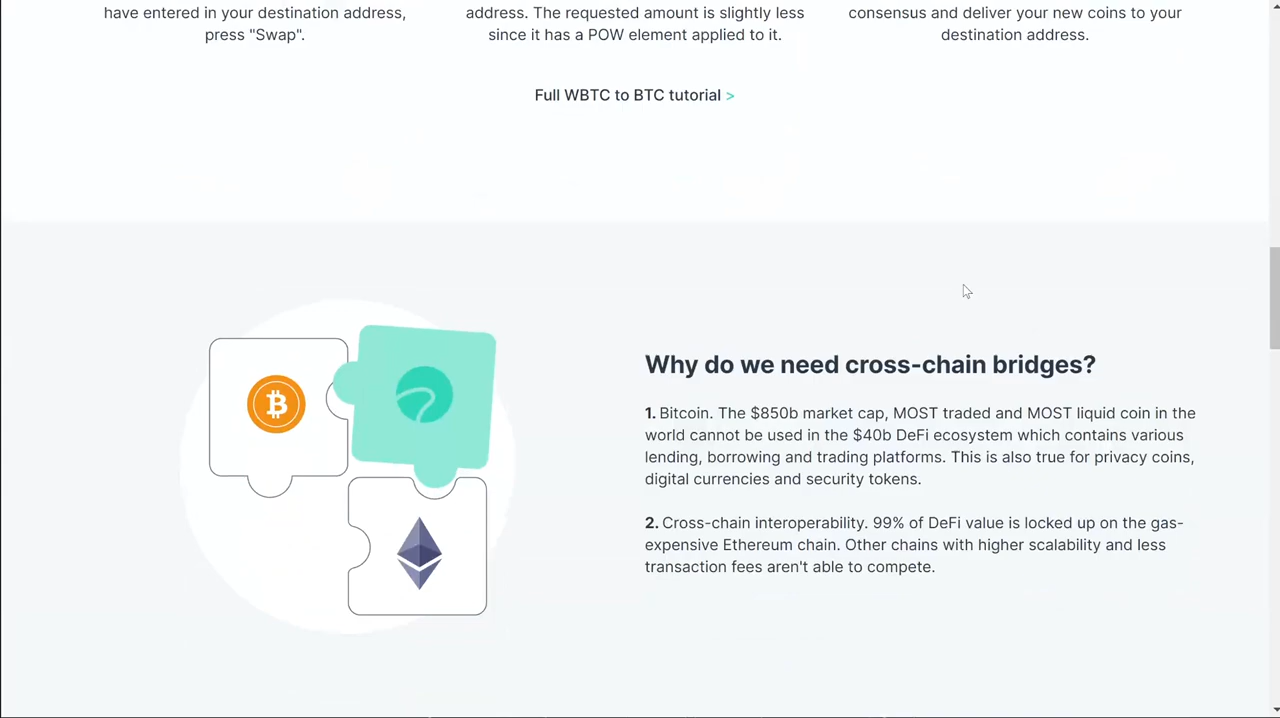 have entered in your destination address,
press "Swap".
address. The requested amount is slightly less
since it has a POW element applied to it.
consensus and deliver your new coins to your
destination address.
Full WBTC to BTC tutorial >
Why do we need cross-chain bridges?
1. Bitcoin. The $850b market cap, MOST traded and MOST liquid coin in the
world cannot be used in the $40b DeFi ecosystem which contains various
lending, borrowing and trading platforms. This is also true for privacy coins,
digital currencies and security tokens.
2. Cross-chain interoperability. 99% of DeFi value is locked up on the gas-
expensive Ethereum chain. Other chains with higher scalability and less
transaction fees aren't able to compete.